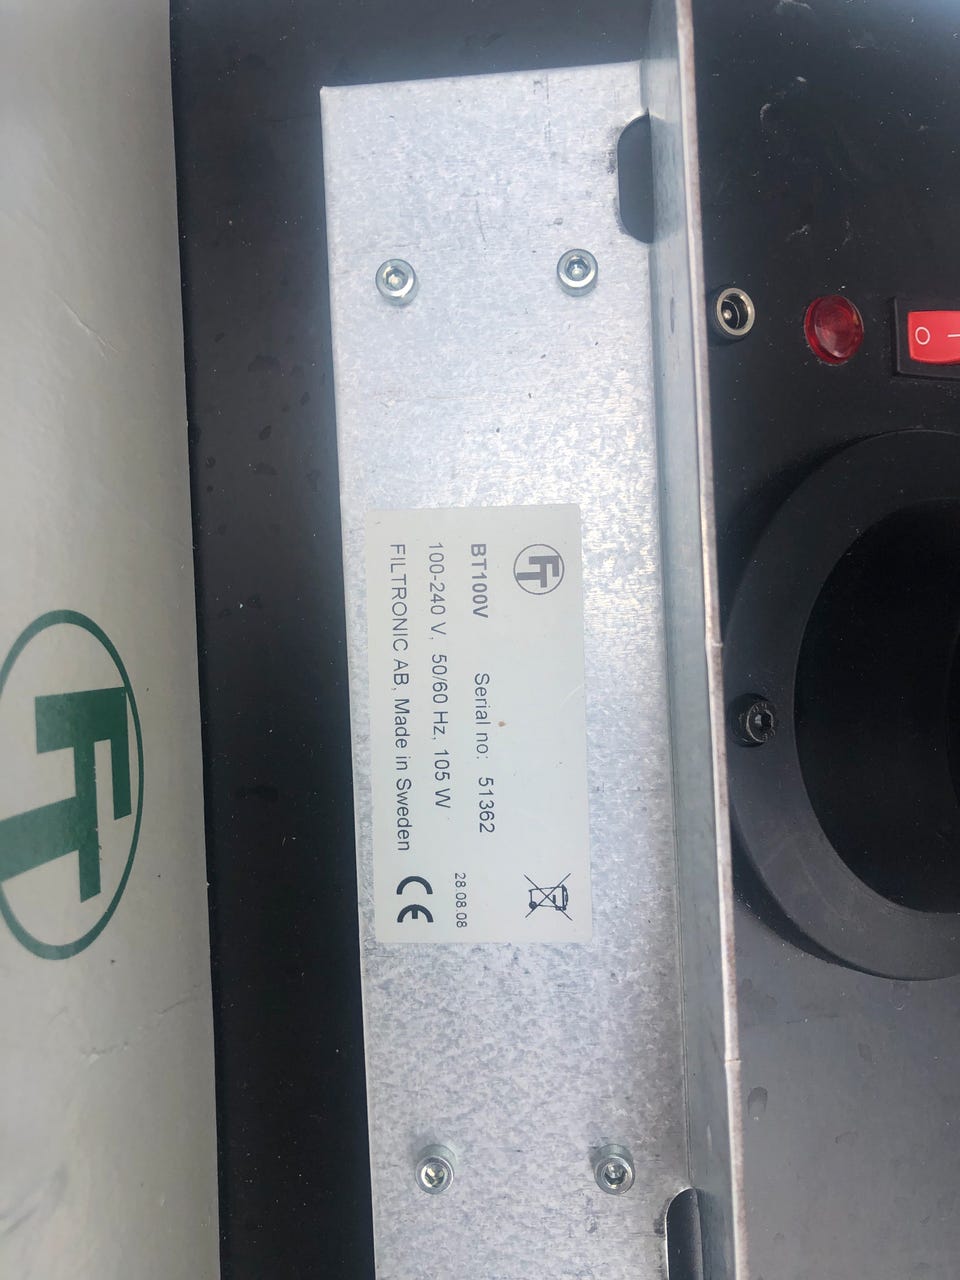 FT
BT100V Serial no: 51362
100-240 V, 50/60 Hz, 105 W 28.08.08
FILTRONIC AB, Made in Sweden CE
FT
O I